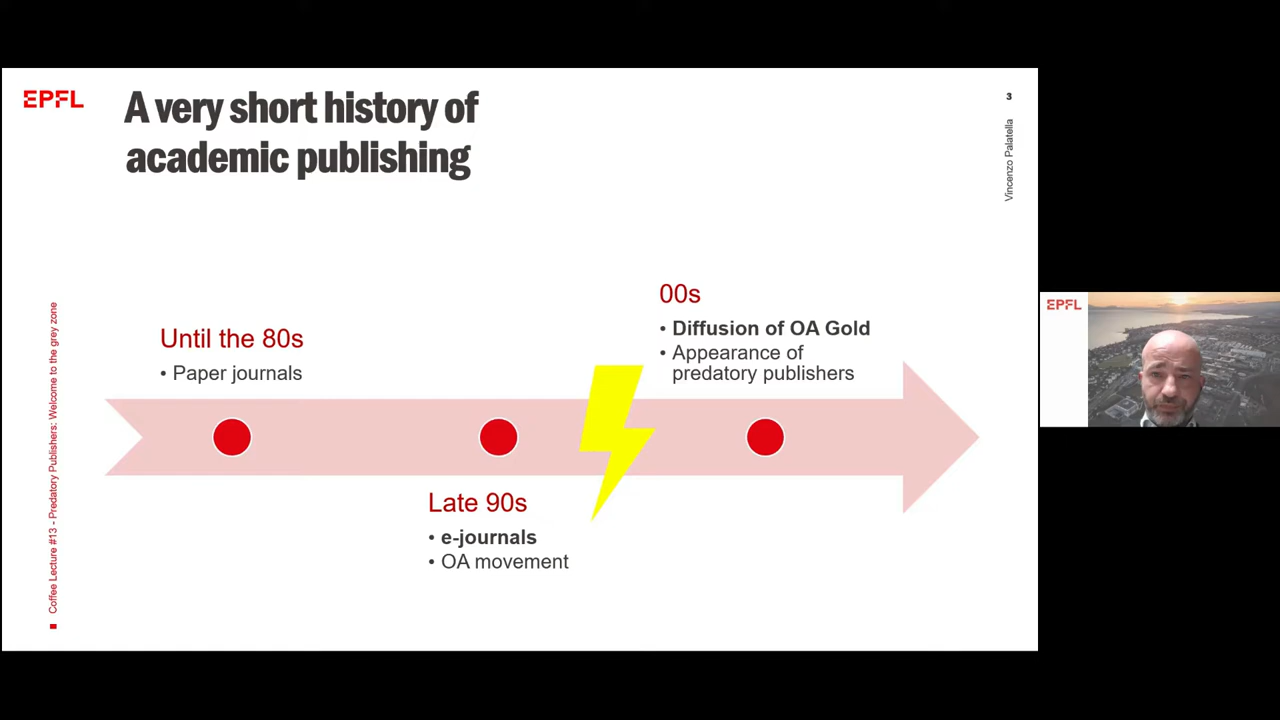 EPFL
A very short history of
academic publishing
3
Vincenzo Palatella
Coffee Lecture #13 - Predatory Publishers: Welcome to the grey zone
Until the 80s
• Paper journals
Late 90s
• e-journals
• OA movement
00s
• Diffusion of OA Gold
• Appearance of
predatory publishers
EPFL